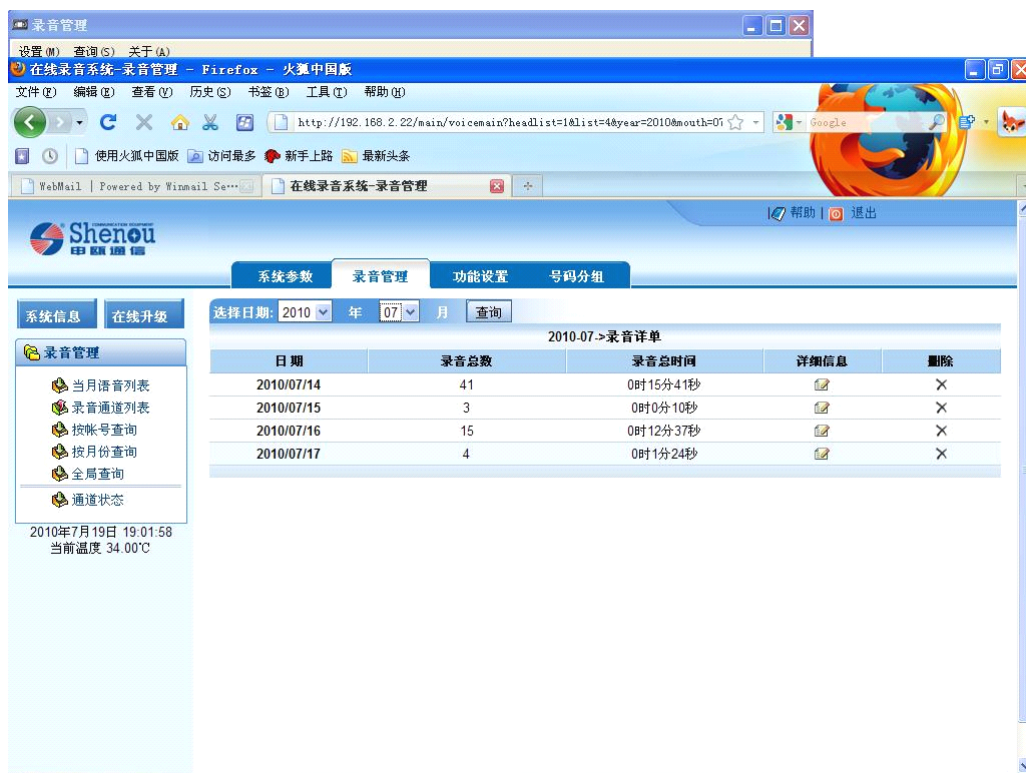 录音管理
设置(M) 查询(S) 关于(A)
在线录音系统-录音管理 - Firefox - 火狐中国版
文件(F) 编辑(E) 查看(V) 历史(S) 书签(B) 工具(T) 帮助(H)
http://192.168.2.22/main/voicemain?headlist=1&list=4&year=2010&mouth=07 Google
使用火狐中国版 访问最多 新手上路 最新头条
WebMail | Powered by Winmail Se... 在线录音系统-录音管理
帮助 | 退出
Shenou
申瓯通信
系统参数 录音管理 功能设置 号码分组
系统信息 在线升级 选择日期: 2010 年 07 月 查询
2010-07->录音详单
录音管理
日期 录音总数 录音总时间 详细信息 删除
2010/07/14 41 0时15分41秒
2010/07/15 3 0时0分10秒
2010/07/16 15 0时12分37秒
2010/07/17 4 0时1分24秒
当月语音列表
录音通道列表
按帐号查询
按月份查询
全局查询
通道状态
2010年7月19日 19:01:58
当前温度 34.00℃